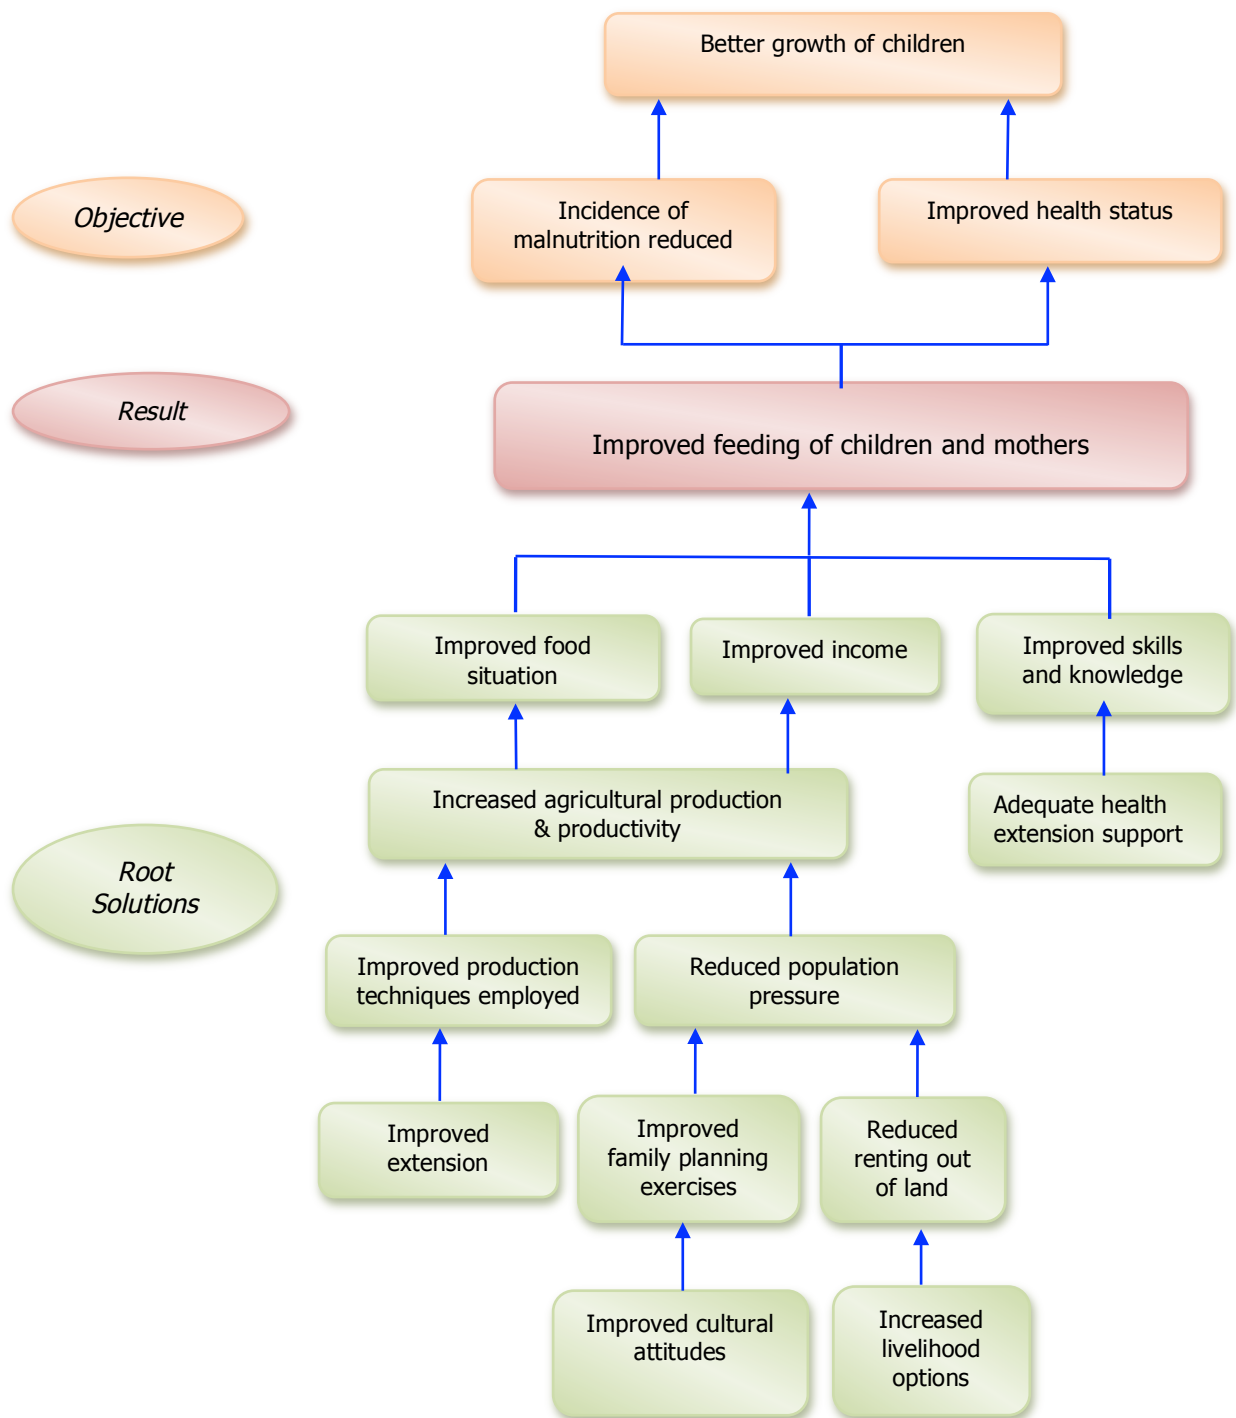 Better growth of children
Objective
Incidence of
malnutrition reduced
Improved health status
Result
Improved feeding of children and mothers
Improved food
situation
Improved income
Improved skills
and knowledge
Increased agricultural production
& productivity
Adequate health
extension support
Root
Solutions
Improved production
techniques employed
Reduced population
pressure
Improved
extension
Improved
family planning
exercises
Reduced
renting out
of land
Improved cultural
attitudes
Increased
livelihood
options